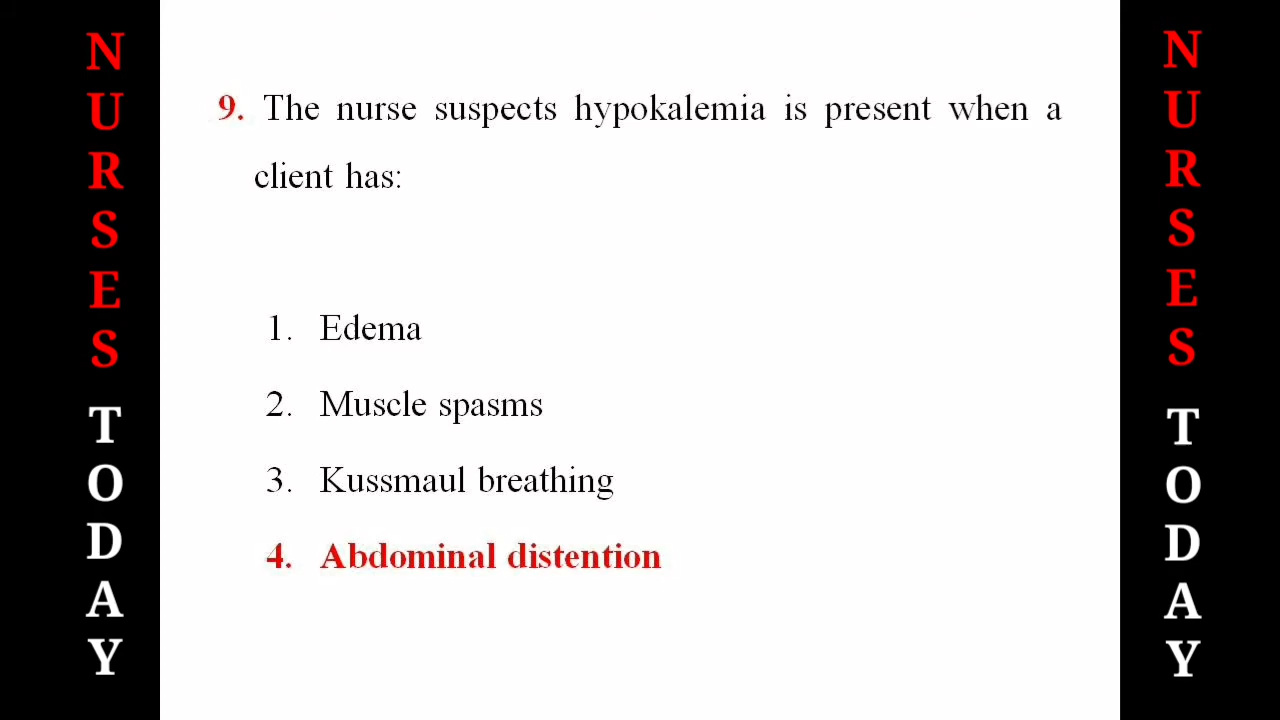 NURSES TODAY
9. The nurse suspects hypokalemia is present when a
client has:
1. Edema
2. Muscle spasms
3. Kussmaul breathing
4. Abdominal distention
NURSES TODAY